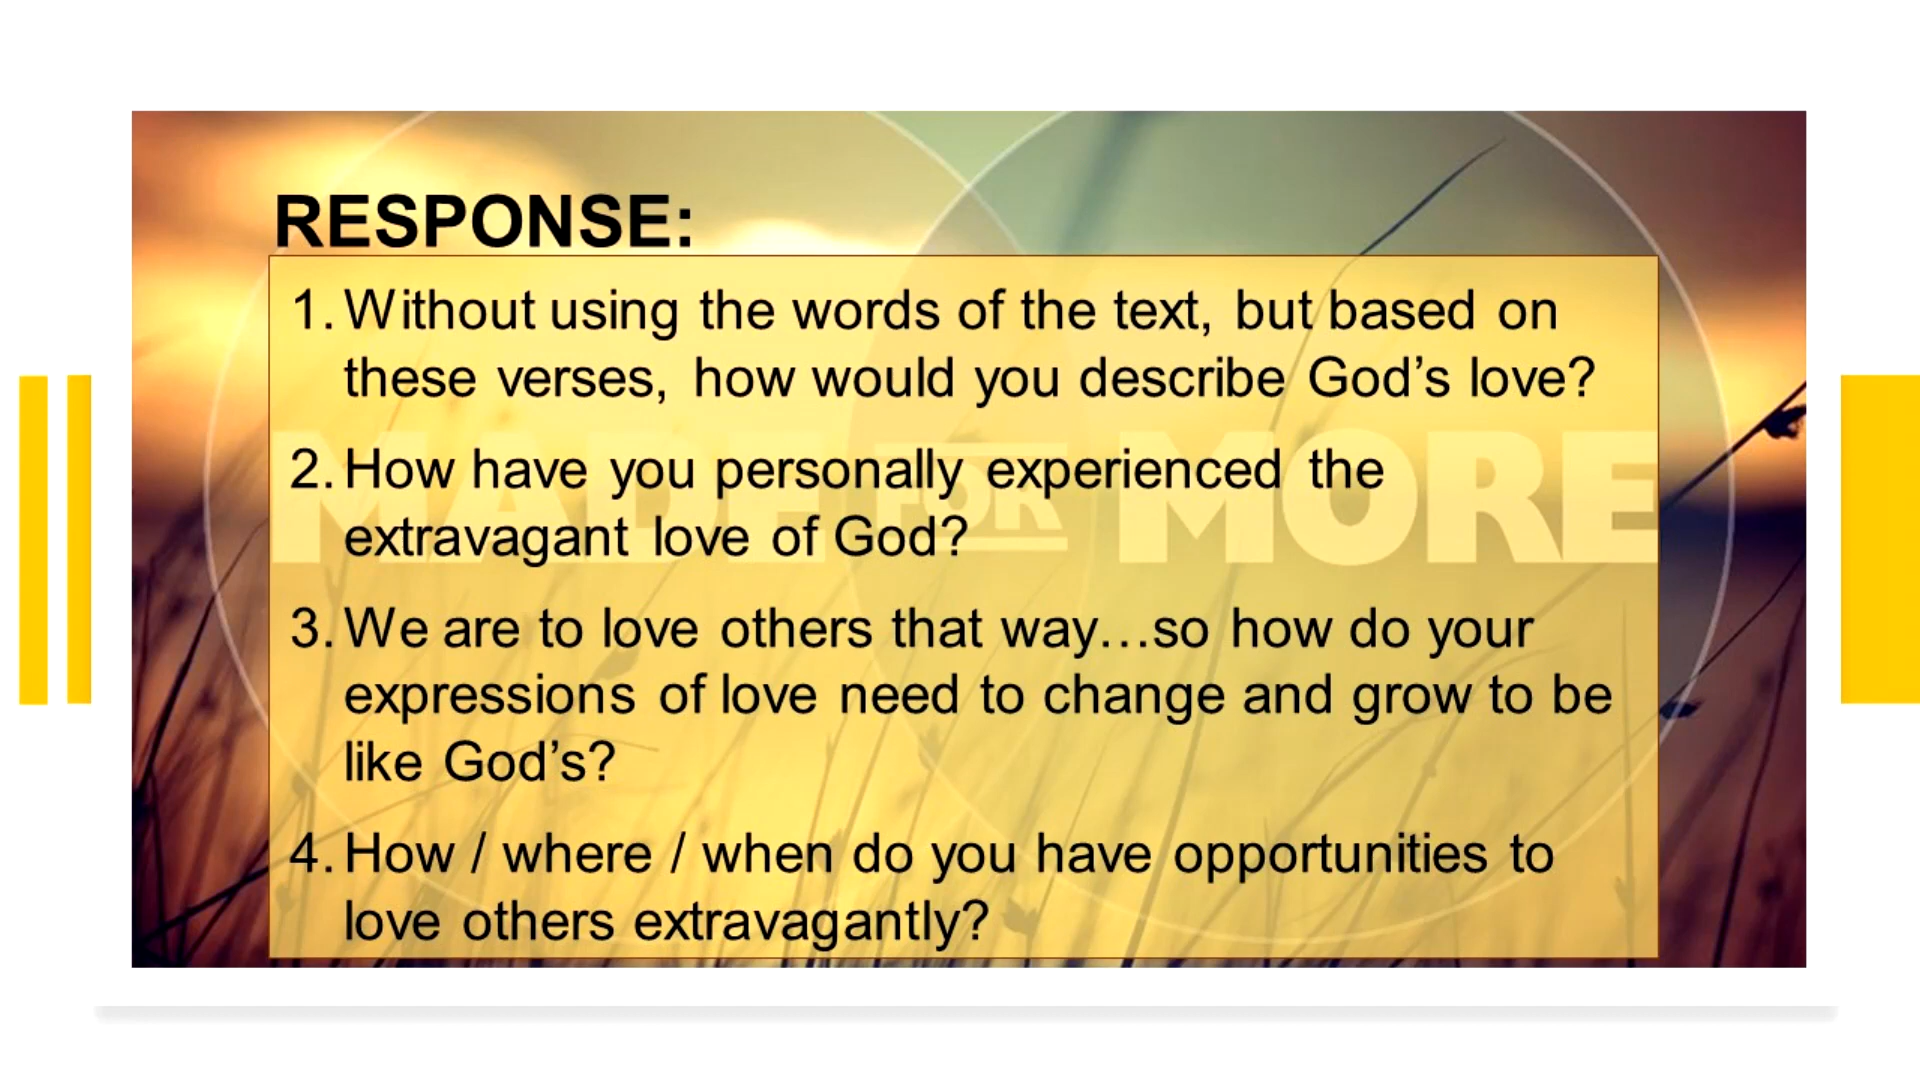 RESPONSE:
1. Without using the words of the text, but based on
these verses, how would you describe God’s love?
MADE FOR MORE
2. How have you personally experienced the
extravagant love of God?
3. We are to love others that way…so how do your
expressions of love need to change and grow to be
like God’s?
4. How / where / when do you have opportunities to
love others extravagantly?